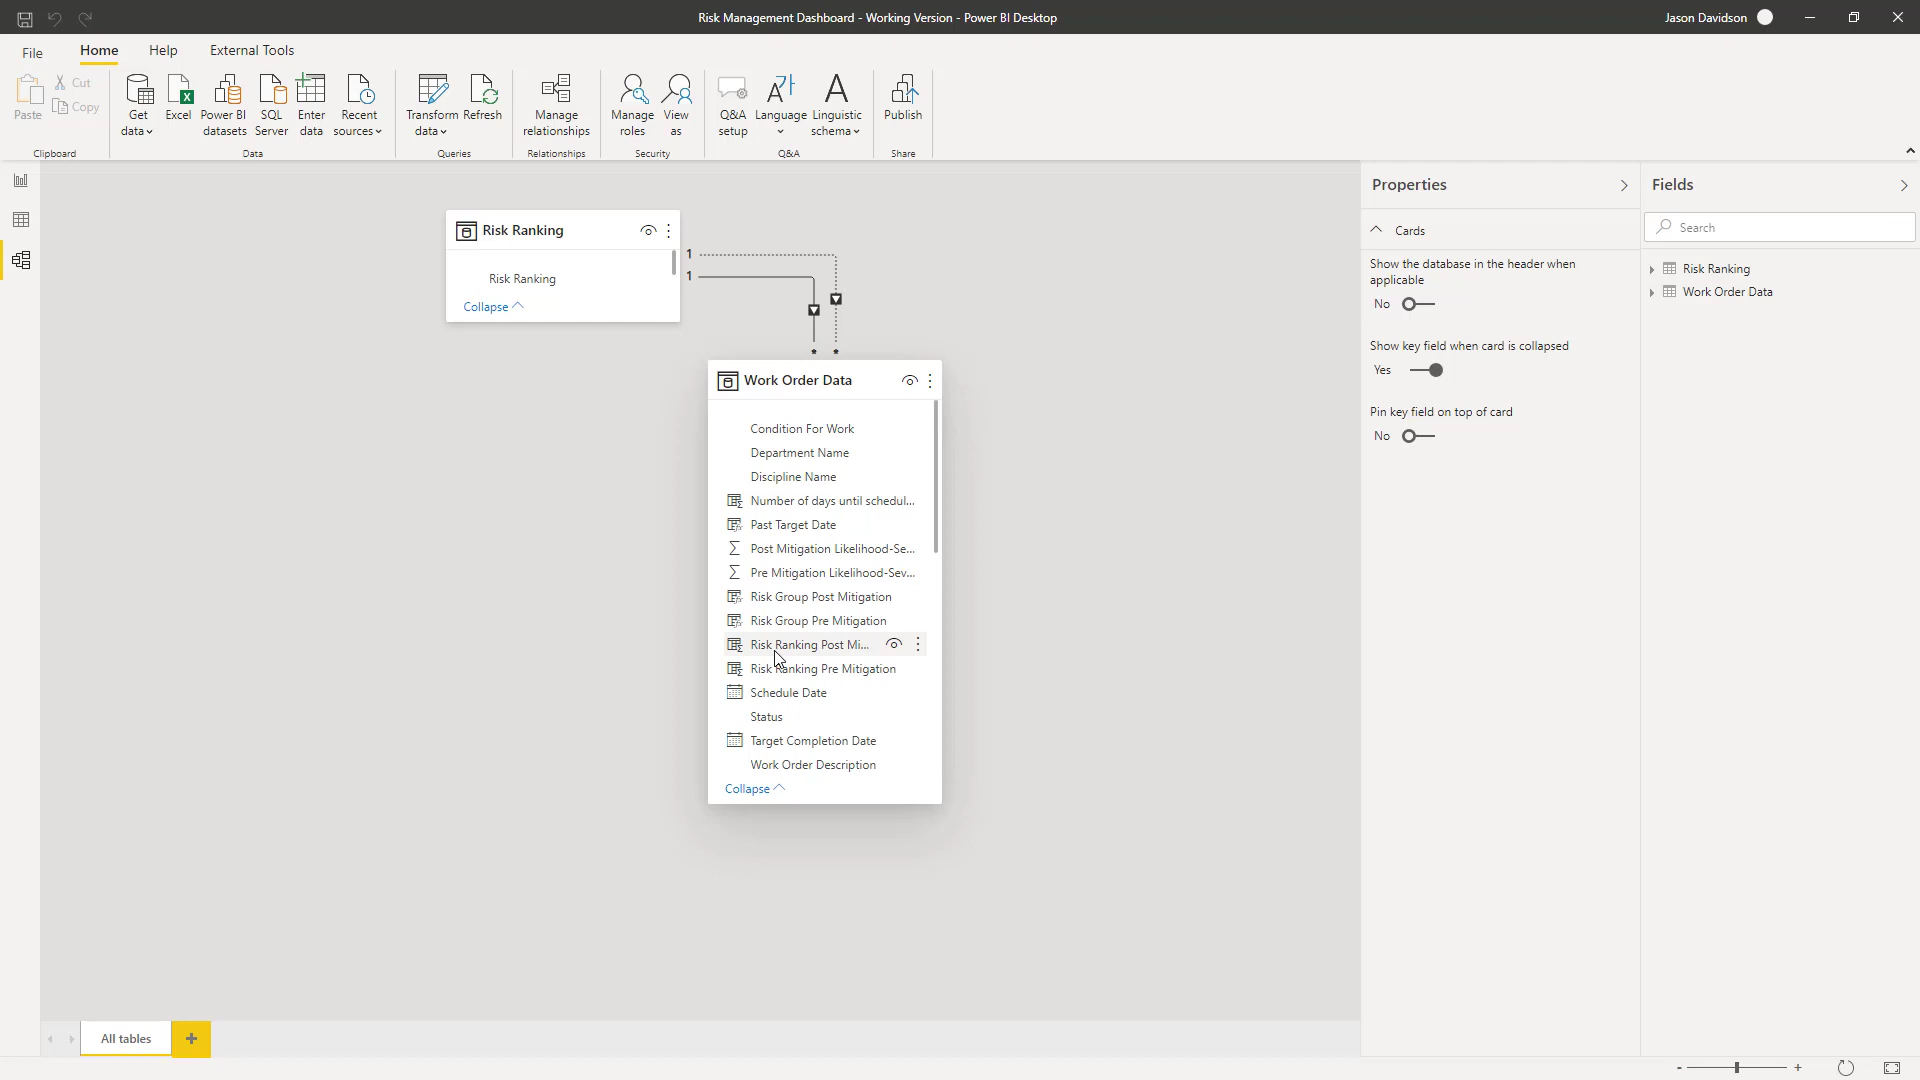 Risk Management Dashboard - Working Version - Power BI Desktop
Jason Davidson
File
Home
Help
External Tools
Paste
Cut
Copy
Get data
Excel
Power BI datasets
SQL Server
Enter data
Recent sources
Transform data
Refresh
Manage relationships
Manage roles
View as
Q&A setup
Language
Linguistic schema
Publish
Clipboard
Data
Queries
Relationships
Security
Q&A
Share
Risk Ranking
Risk Ranking
Collapse
1
1
*
*
Work Order Data
Condition For Work
Department Name
Discipline Name
Number of days until schedul...
Past Target Date
Post Mitigation Likelihood-Se...
Pre Mitigation Likelihood-Sev...
Risk Group Post Mitigation
Risk Group Pre Mitigation
Risk Ranking Post Mi...
Risk Ranking Pre Mitigation
Schedule Date
Status
Target Completion Date
Work Order Description
Collapse
Properties
Cards
Show the database in the header when
applicable
No
Show key field when card is collapsed
Yes
Pin key field on top of card
No
Fields
Search
Risk Ranking
Work Order Data
All tables
+
- +